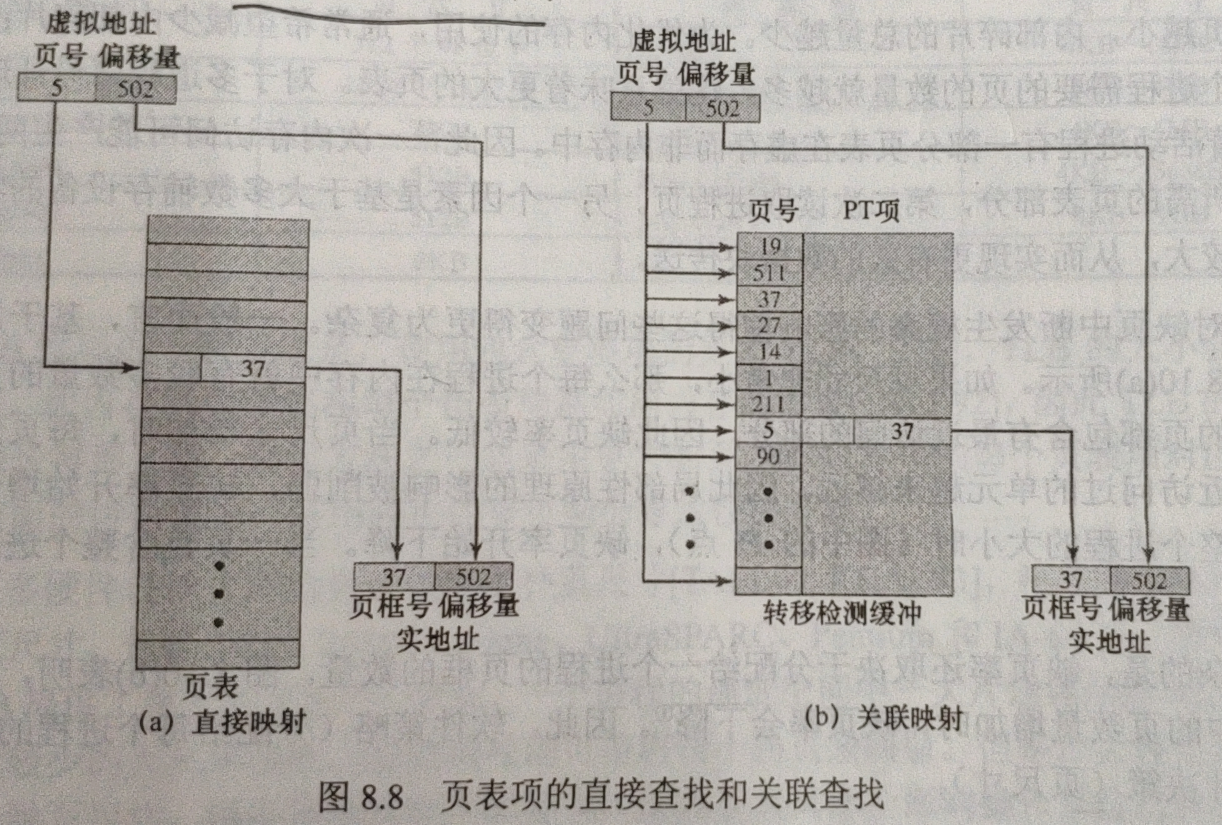 虚拟地址
页号 偏移量
5 502
37
37 502
页框号 偏移量
实地址
页表
(a) 直接映射
虚拟地址
页号 偏移量
5 502
页号 PT项
19
511
37
27
14
1
211
5 37
90
转移检测缓冲
37 502
页框号 偏移量
实地址
(b) 关联映射
图 8.8 页表项的直接查找和关联查找